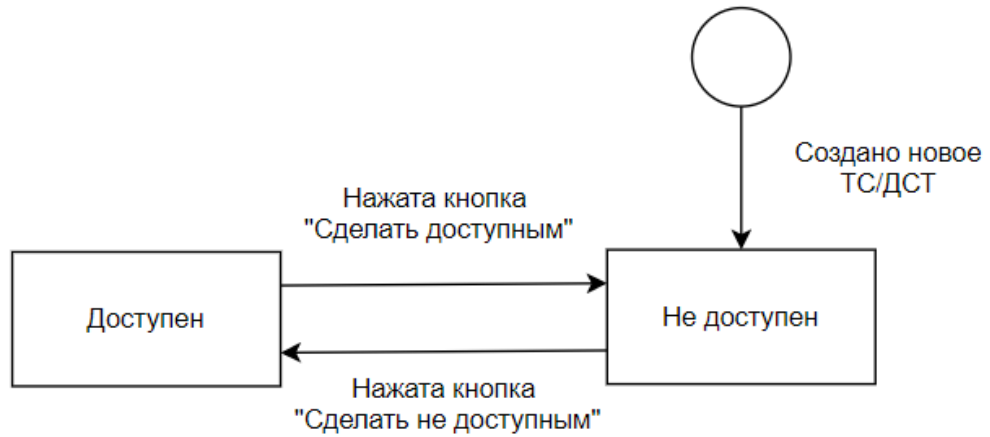 Создано новое
ТС/ДСТ
Нажата кнопка
"Сделать доступным"
Доступен
Не доступен
Нажата кнопка
"Сделать не доступным"